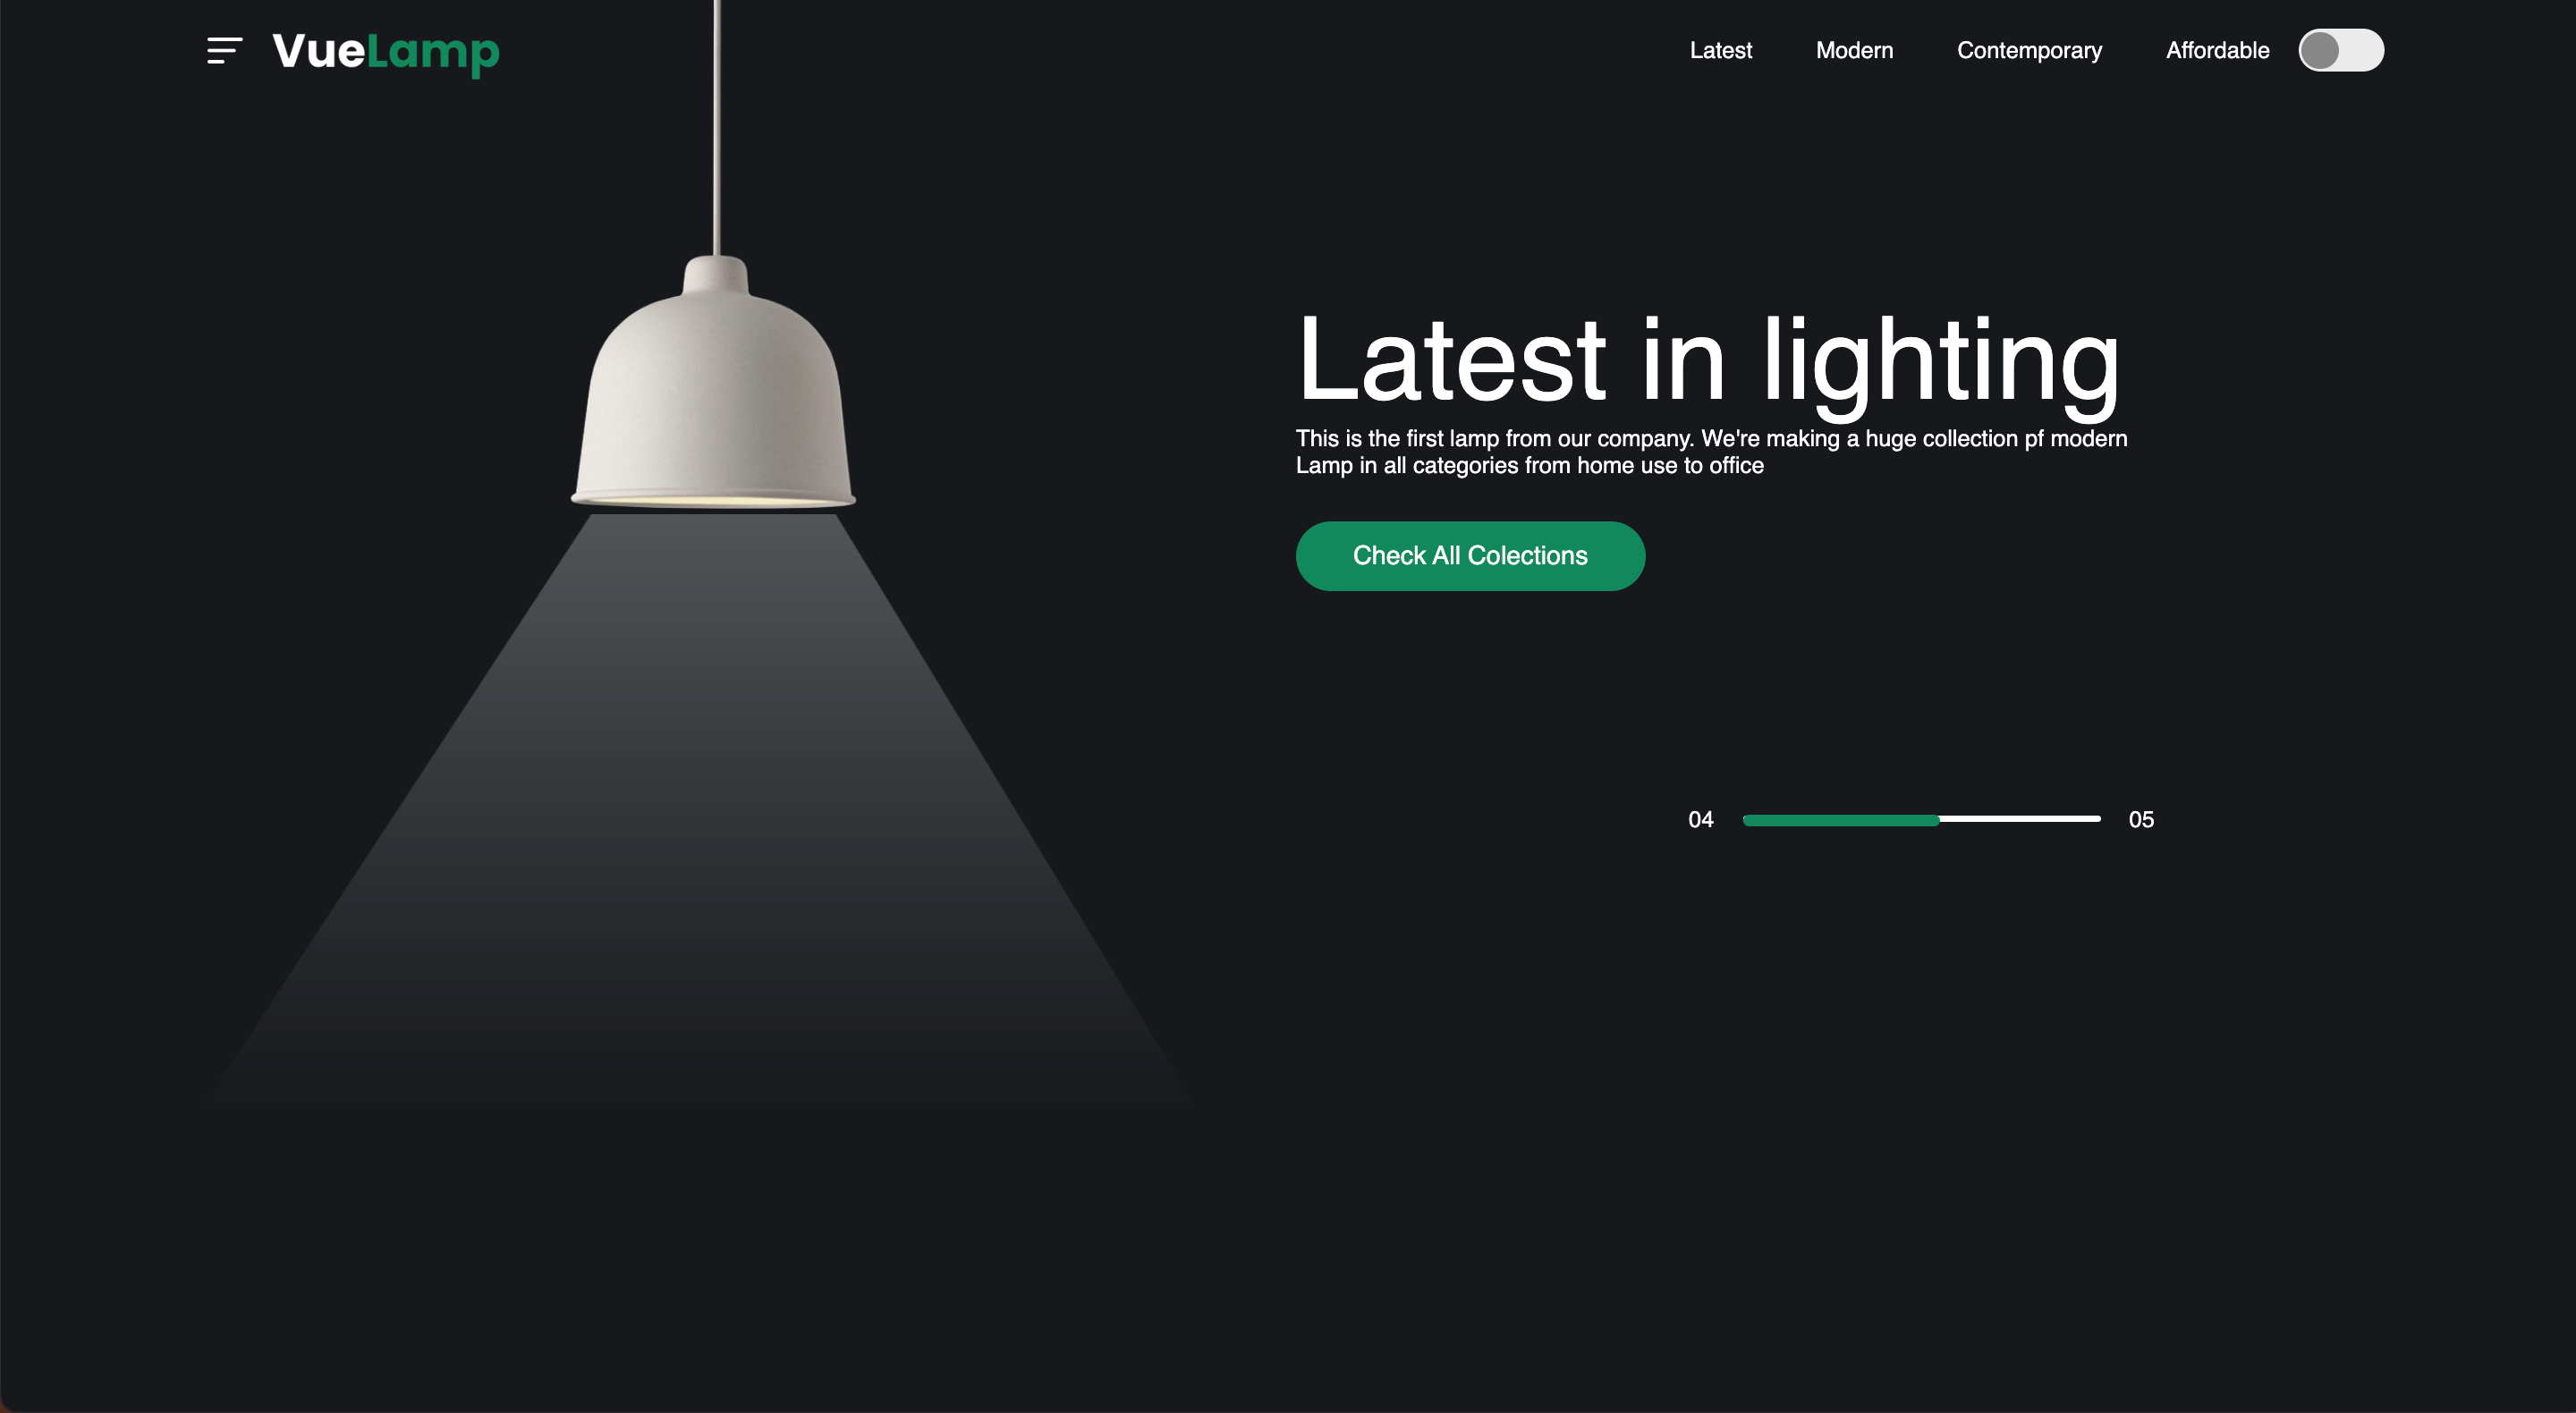 VueLamp
Latest Modern Contemporary Affordable
Latest in lighting
This is the first lamp from our company. We're making a huge collection pf modern
Lamp in all categories from home use to office
Check All Colections
04 05